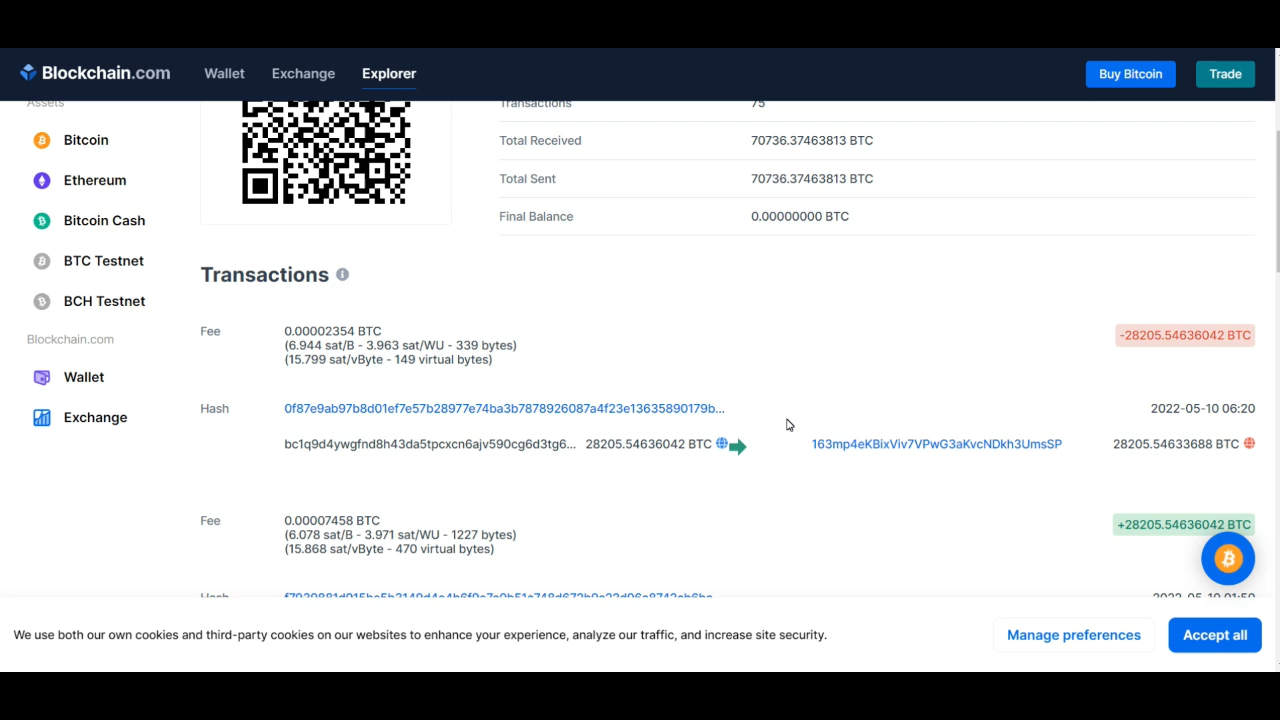 Blockchain.com Wallet Exchange Explorer Buy Bitcoin Trade
Assets
Transactions 75
Bitcoin
Total Received 70736.37463813 BTC
Ethereum
Total Sent 70736.37463813 BTC
Bitcoin Cash
Final Balance 0.00000000 BTC
BTC Testnet
Transactions
BCH Testnet
Blockchain.com
Fee 0.00002354 BTC -28205.54636042 BTC
(6.944 sat/B - 3.963 sat/WU - 339 bytes)
(15.799 sat/vByte - 149 virtual bytes)
Wallet
Hash 0f87e9ab97b8d01ef7e57b28977e74ba3b7878926087a4f23e13635890179b... 2022-05-10 06:20
Exchange
bc1q9d4ywgfnd8h43da5tpcxcn6ajv590cg6d3tg6... 28205.54636042 BTC 163mp4eKBixViv7VPwG3aKvcNDkh3UmsSP 28205.54633688 BTC
Fee 0.00007458 BTC +28205.54636042 BTC
(6.078 sat/B - 3.971 sat/WU - 1227 bytes)
(15.868 sat/vByte - 470 virtual bytes)
Hash
We use both our own cookies and third-party cookies on our websites to enhance your experience, analyze our traffic, and increase site security. Manage preferences Accept all